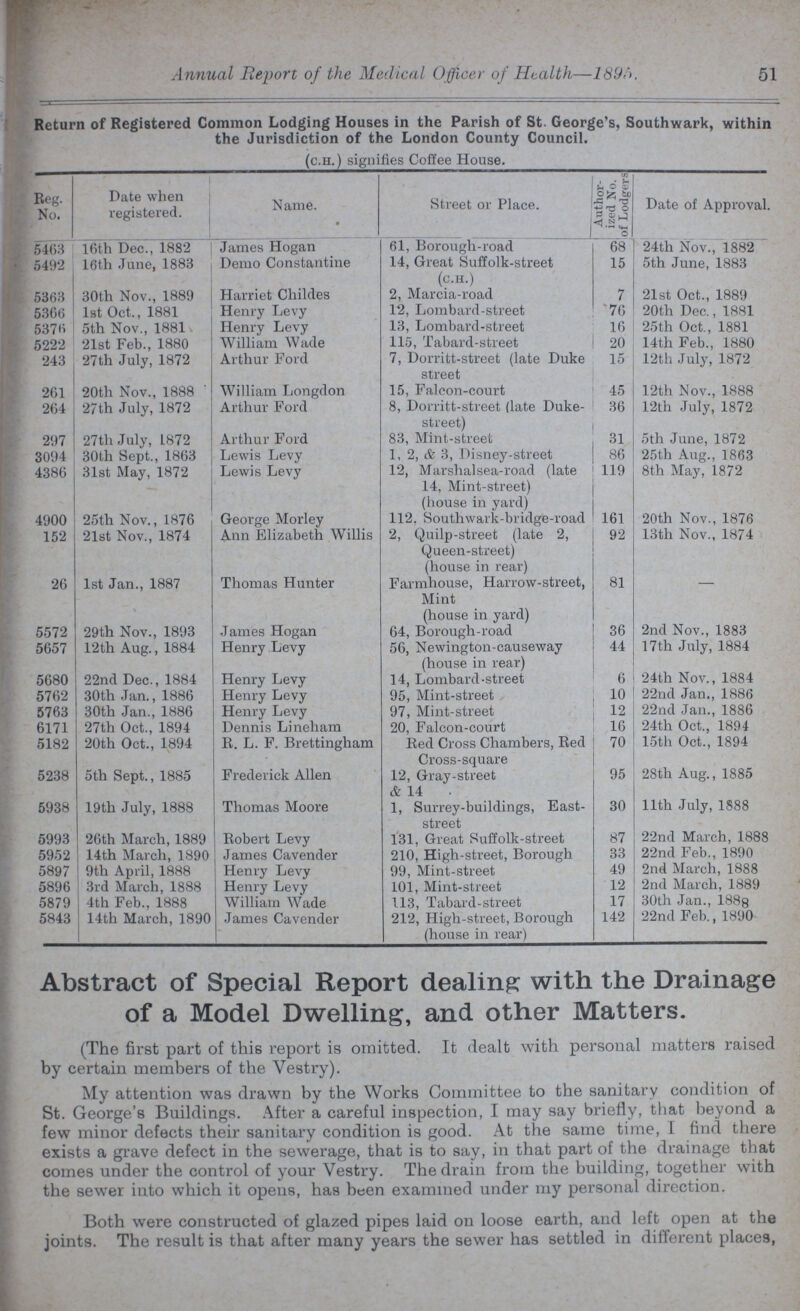 Annual Report of the Medical Officer of Health—1895. 51
Return of Registered Common Lodging Houses in the Parish of St. George's, Southwark, within
the Jurisdiction of the London County Council.
(C.H.) signifies Coffee House.
Reg. No. Date when registered. Name. Street or Place. Author-ized No. of Lodgers Date of Approval.
5463 16th Dec., 1882 James Hogan 61, Borough-road 68 24th Nov., 1882
5492 16th June, 1883 Demo Constantine 14, Great Suffolk-street 15 5th June, 1883
(C.H.)
5363 30th Nov., 1889 Harriet Childes 2, Marcia-road 7 21st Oct., 1889
5366 1st Oct., 1881 Henry Levy 12, Lombard-street 76 20th Dec., 1881
5376 5th Nov., 1881 Henry Levy 13, Lombard-street 16 25th Oct., 1881
5222 21st Feb., 1880 William Wade 115, Tabard-street 20 14th Feb., 1880
243 27th July, 1872 Arthur Ford 7, Dorritt-street (late Duke 15 12th July, 1872
street
261 20th Nov., 1888 William Longdon 15, Falcon-court 45 12th Nov., 1888
264 27th July, 1872 Arthur Ford 8, Dorritt-street (late Duke- 36 12th July, 1872
street)
297 27th July, 1872 Arthur Ford 83, Mint-street 31 5th June, 1872
3094 30th Sept., 1863 Lewis Levy 1, 2, & 3, Disney-street 86 25th Aug., 1863
4386 31st May, 1872 Lewis Levy 12, Marshalsea-road (late 119 8th May, 1872
14, Mint-street)
(house in yard)
4900 25th Nov., 1876 George Morley 112, Southwark-bridge-road 161 20th Nov., 1876
152 21st Nov., 1874 Ann Elizabeth Willis 2, Quilp-street (late 2, 92 13th Nov., 1874
Queen-street)
(house in rear)
26 1st Jan., 1887 Thomas Hunter Farmhouse, Harrow-street, 81 —
Mint
(house in yard)
5572 29th Nov., 1893 James Hogan 64, Borough-road 36 2nd Nov., 1883
5657 12th Aug., 1884 Henry Levy 56, Newington-causeway 44 17th July, 1884
(house in rear)
5680 22nd Dec., 1884 Henry Levy 14, Lombard-street 6 24th Nov., 1884
5762 30th Jan., 1886 Henry Levy 95, Mint-street 10 22nd Jan., 1886
5763 30th Jan., 1886 Henry Levy 97, Mint-street 12 22nd Jan., 1886
6171 27th Oct., 1894 Dennis Lineham 20, Falcon-court 16 24th Oct., 1894
5182 20th Oct., 1894 R. L. F. Brettingham Red Cross Chambers, Red 70 15th Oct., 1894
Cross-square
5238 5th Sept., 1885 Frederick Allen 12, Gray-street 95 28th Aug., 1885
& 14
5938 19th July, 1888 Thomas Moore 1, Surrey-buildings, East- 30 11th July, 1888
street
5993 26th March, 1889 Robert Levy 131, Great Suffolk-street 87 22nd March, 1888
5952 14th March, 1890 James Cavender 210, High-street, Borough 33 22nd Feb., 1890
5897 9th April, 1888 Henry Levy 99, Mint-street 49 2nd March, 1888
5896 3rd March, 1888 Henry Levy 101, Mint-street 12 2nd March, 1889
5879 4th Feb., 1888 William Wade 113, Tabard-street 17 30th Jan., 1888
5843 14th March, 1890 James Cavender 212, High-street, Borough 142 22nd Feb., 1890
(house in rear)
Abstract of Special Report dealing with the Drainage
of a Model Dwelling, and other Matters.
(The first part of this report is omitted. It dealt with personal matters raised
by certain members of the Vestry).
My attention was drawn by the Works Committee to the sanitary condition of
St. George's Buildings. After a careful inspection, I may say briefly, that beyond a
few minor defects their sanitary condition is good. At the same time, I find there
exists a grave defect in the sewerage, that is to say, in that part of the drainage that
comes under the control of your Vestry. The drain from the building, together with
the sewer into which it opens, has been examined under my personal direction.
Both were constructed of glazed pipes laid on loose earth, and left open at the
joints. The result is that after many years the sewer has settled in different places,